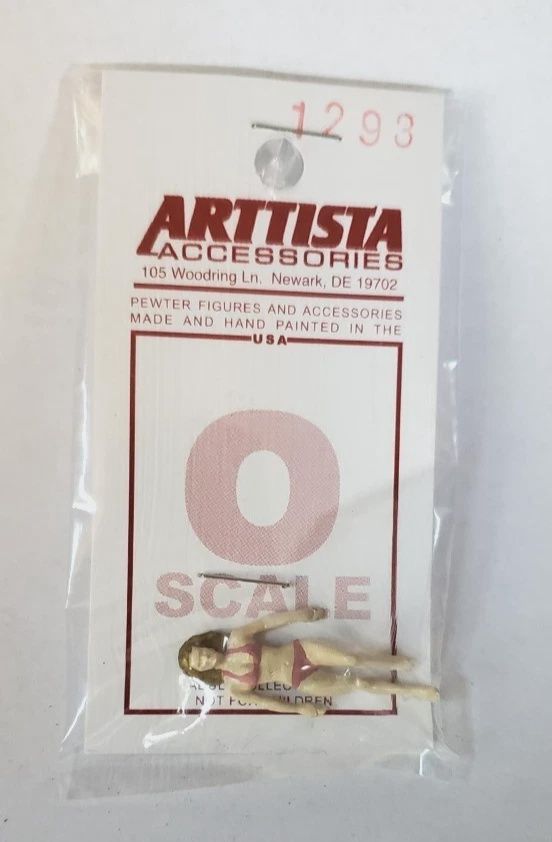 1293
ARTTISTA
ACCESSORIES
105 Woodring Ln. Newark, DE 19702
PEWTER FIGURES AND ACCESSORIES
MADE AND HAND PAINTED IN THE
USA
O
SCALE
NOT